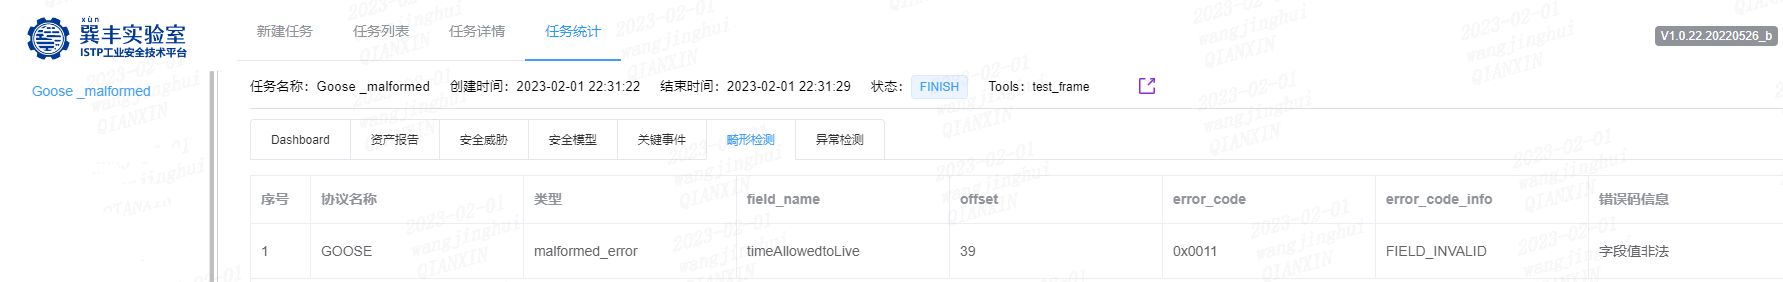 xùn
巽丰实验室
ISTP工业安全技术平台
新建任务 任务列表 任务详情 任务统计
V1.0.22.20220526_b
Goose _malformed
任务名称：Goose _malformed 创建时间：2023-02-01 22:31:22 结束时间：2023-02-01 22:31:29 状态：FINISH Tools：test_frame
Dashboard 资产报告 安全威胁 安全模型 关键事件 畸形检测 异常检测
序号 协议名称 类型 field_name offset error_code error_code_info 错误码信息
1 GOOSE malformed_error timeAllowedtoLive 39 0x0011 FIELD_INVALID 字段值非法
2023-02-01
wangjinghui
QIANXIN